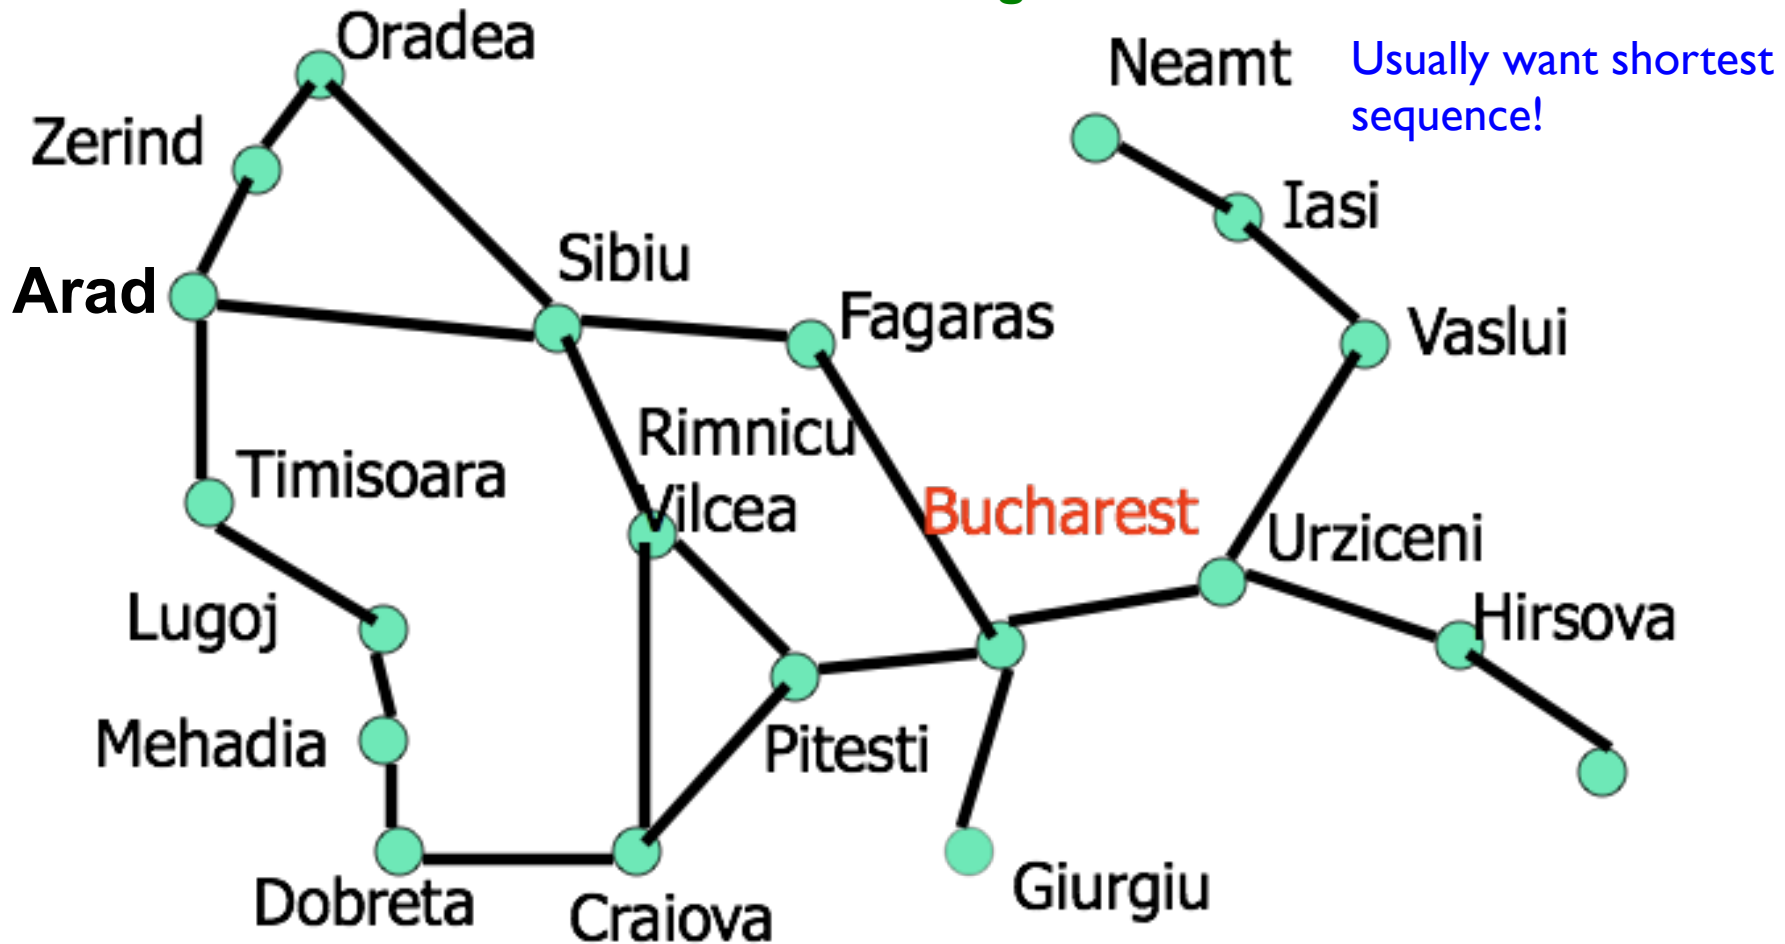 Oradea
Neamt
Usually want shortest
sequence!
Zerind
Iasi
Sibiu
Arad
Fagaras
Vaslui
Rimnicu
Vilcea
Timisoara
Bucharest
Urziceni
Lugoj
Hirsova
Mehadia
Pitesti
Giurgiu
Dobreta
Craiova